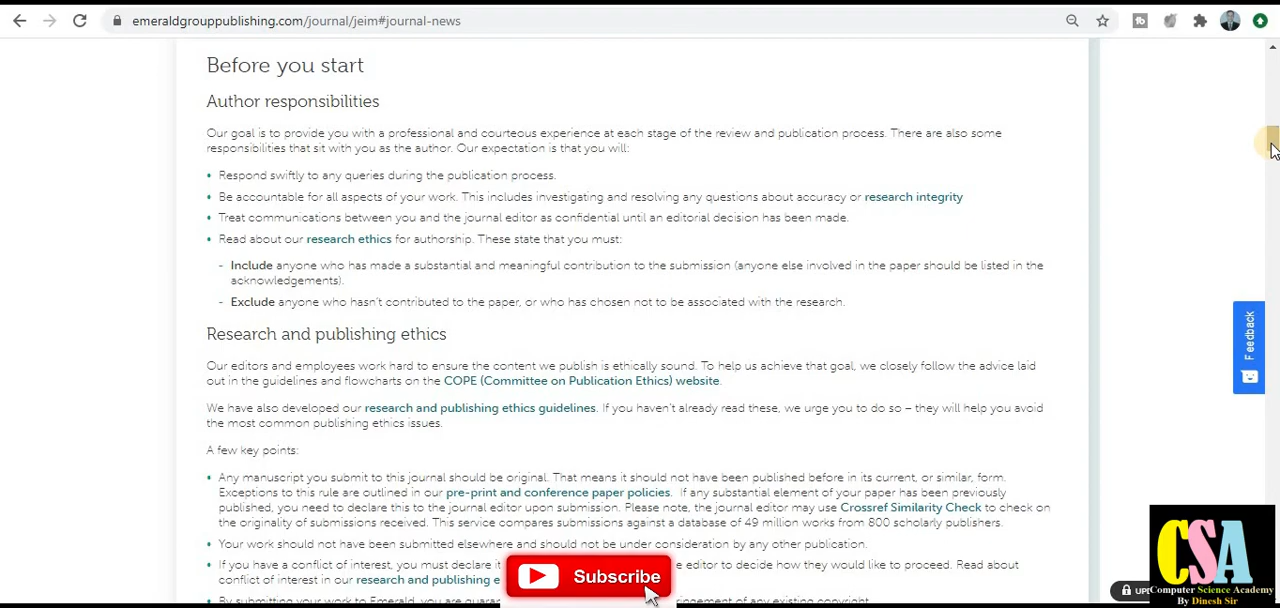 emeraldgrouppublishing.com/journal/jeim#journal-news
Before you start
Author responsibilities
Our goal is to provide you with a professional and courteous experience at each stage of the review and publication process. There are also some
responsibilities that sit with you as the author. Our expectation is that you will:
• Respond swiftly to any queries during the publication process.
• Be accountable for all aspects of your work. This includes investigating and resolving any questions about accuracy or research integrity
• Treat communications between you and the journal editor as confidential until an editorial decision has been made.
• Read about our research ethics for authorship. These state that you must:
- Include anyone who has made a substantial and meaningful contribution to the submission (anyone else involved in the paper should be listed in the
acknowledgements).
- Exclude anyone who hasn't contributed to the paper, or who has chosen not to be associated with the research.
Feedback
Research and publishing ethics
Our editors and employees work hard to ensure the content we publish is ethically sound. To help us achieve that goal, we closely follow the advice laid
out in the guidelines and flowcharts on the COPE (Committee on Publication Ethics) website.
We have also developed our research and publishing ethics guidelines. If you haven't already read these, we urge you to do so – they will help you avoid
the most common publishing ethics issues.
A few key points:
• Any manuscript you submit to this journal should be original. That means it should not have been published before in its current, or similar, form.
Exceptions to this rule are outlined in our pre-print and conference paper policies. If any substantial element of your paper has been previously
published, you need to declare this to the journal editor upon submission. Please note, the journal editor may use Crossref Similarity Check to check on
the originality of submissions received. This service compares submissions against a database of 49 million works from 800 scholarly publishers.
• Your work should not have been submitted elsewhere and should not be under consideration by any other publication.
• If you have a conflict of interest, you must declare it editor to decide how they would like to proceed. Read about
conflict of interest in our research and publishing e
• By submitting your work to Emerald, you are guaran ingement of any existing copyright.
Subscribe
UPD
CSA
Computer Science Academy
By Dinesh Sir